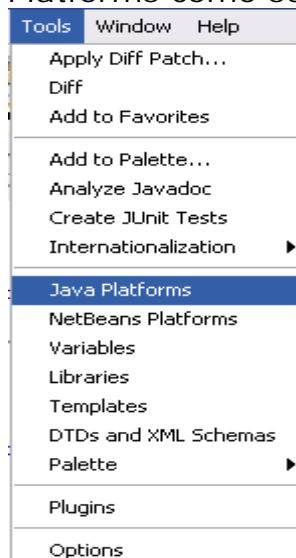 Tools Window Help
Apply Diff Patch...
Diff
Add to Favorites
Add to Palette...
Analyze Javadoc
Create JUnit Tests
Internationalization
Java Platforms
NetBeans Platforms
Variables
Libraries
Templates
DTDs and XML Schemas
Palette
Plugins
Options